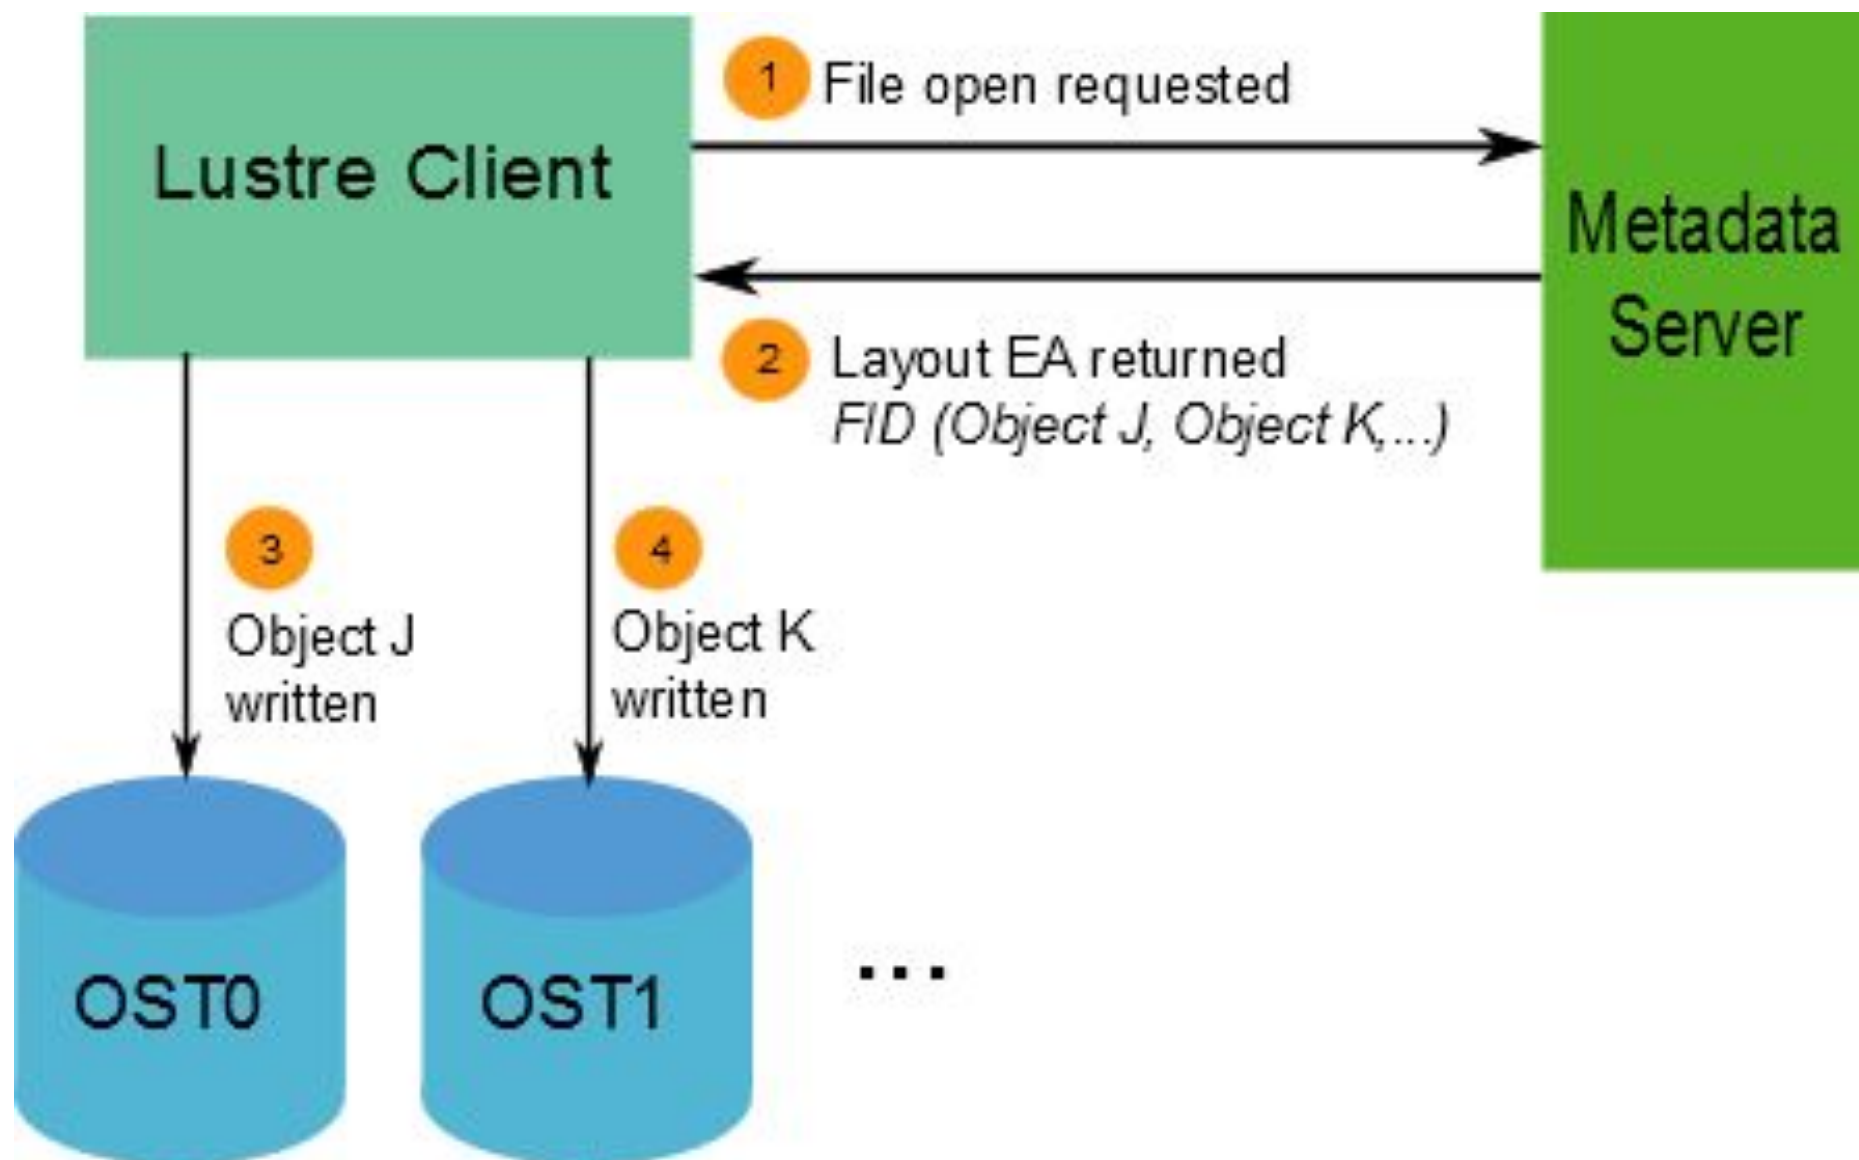 1
File open requested
Lustre Client
Metadata
Server
2
Layout EA returned
FID (Object J, Object K,...)
3
Object J
written
4
Object K
written
OST0
OST1
...